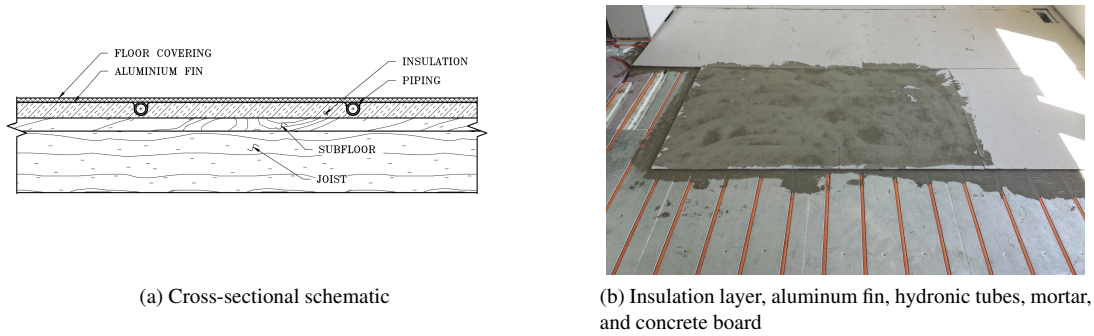 FLOOR COVERING
ALUMINIUM FIN
INSULATION
PIPING
SUBFLOOR
JOIST
(a) Cross-sectional schematic
(b) Insulation layer, aluminum fin, hydronic tubes, mortar,
and concrete board